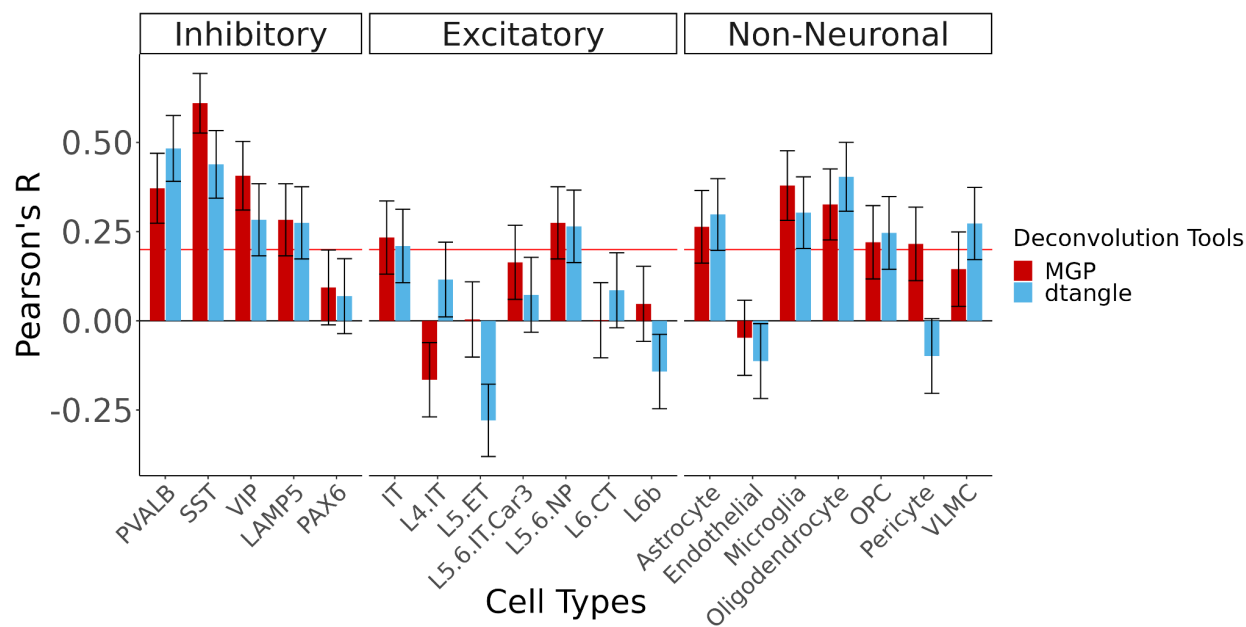 Inhibitory
Excitatory
Non-Neuronal
Pearson's R
0.50
0.25
0.00
-0.25
PVALB
SST
VIP
LAMP5
PAX6
IT
L4.IT
L5.ET
L5.6.IT.Car3
L5.6.NP
L6.CT
L6b
Astrocyte
Endothelial
Microglia
Oligodendrocyte
OPC
Pericyte
VLMC
Cell Types
Deconvolution Tools
MGP
dtangle